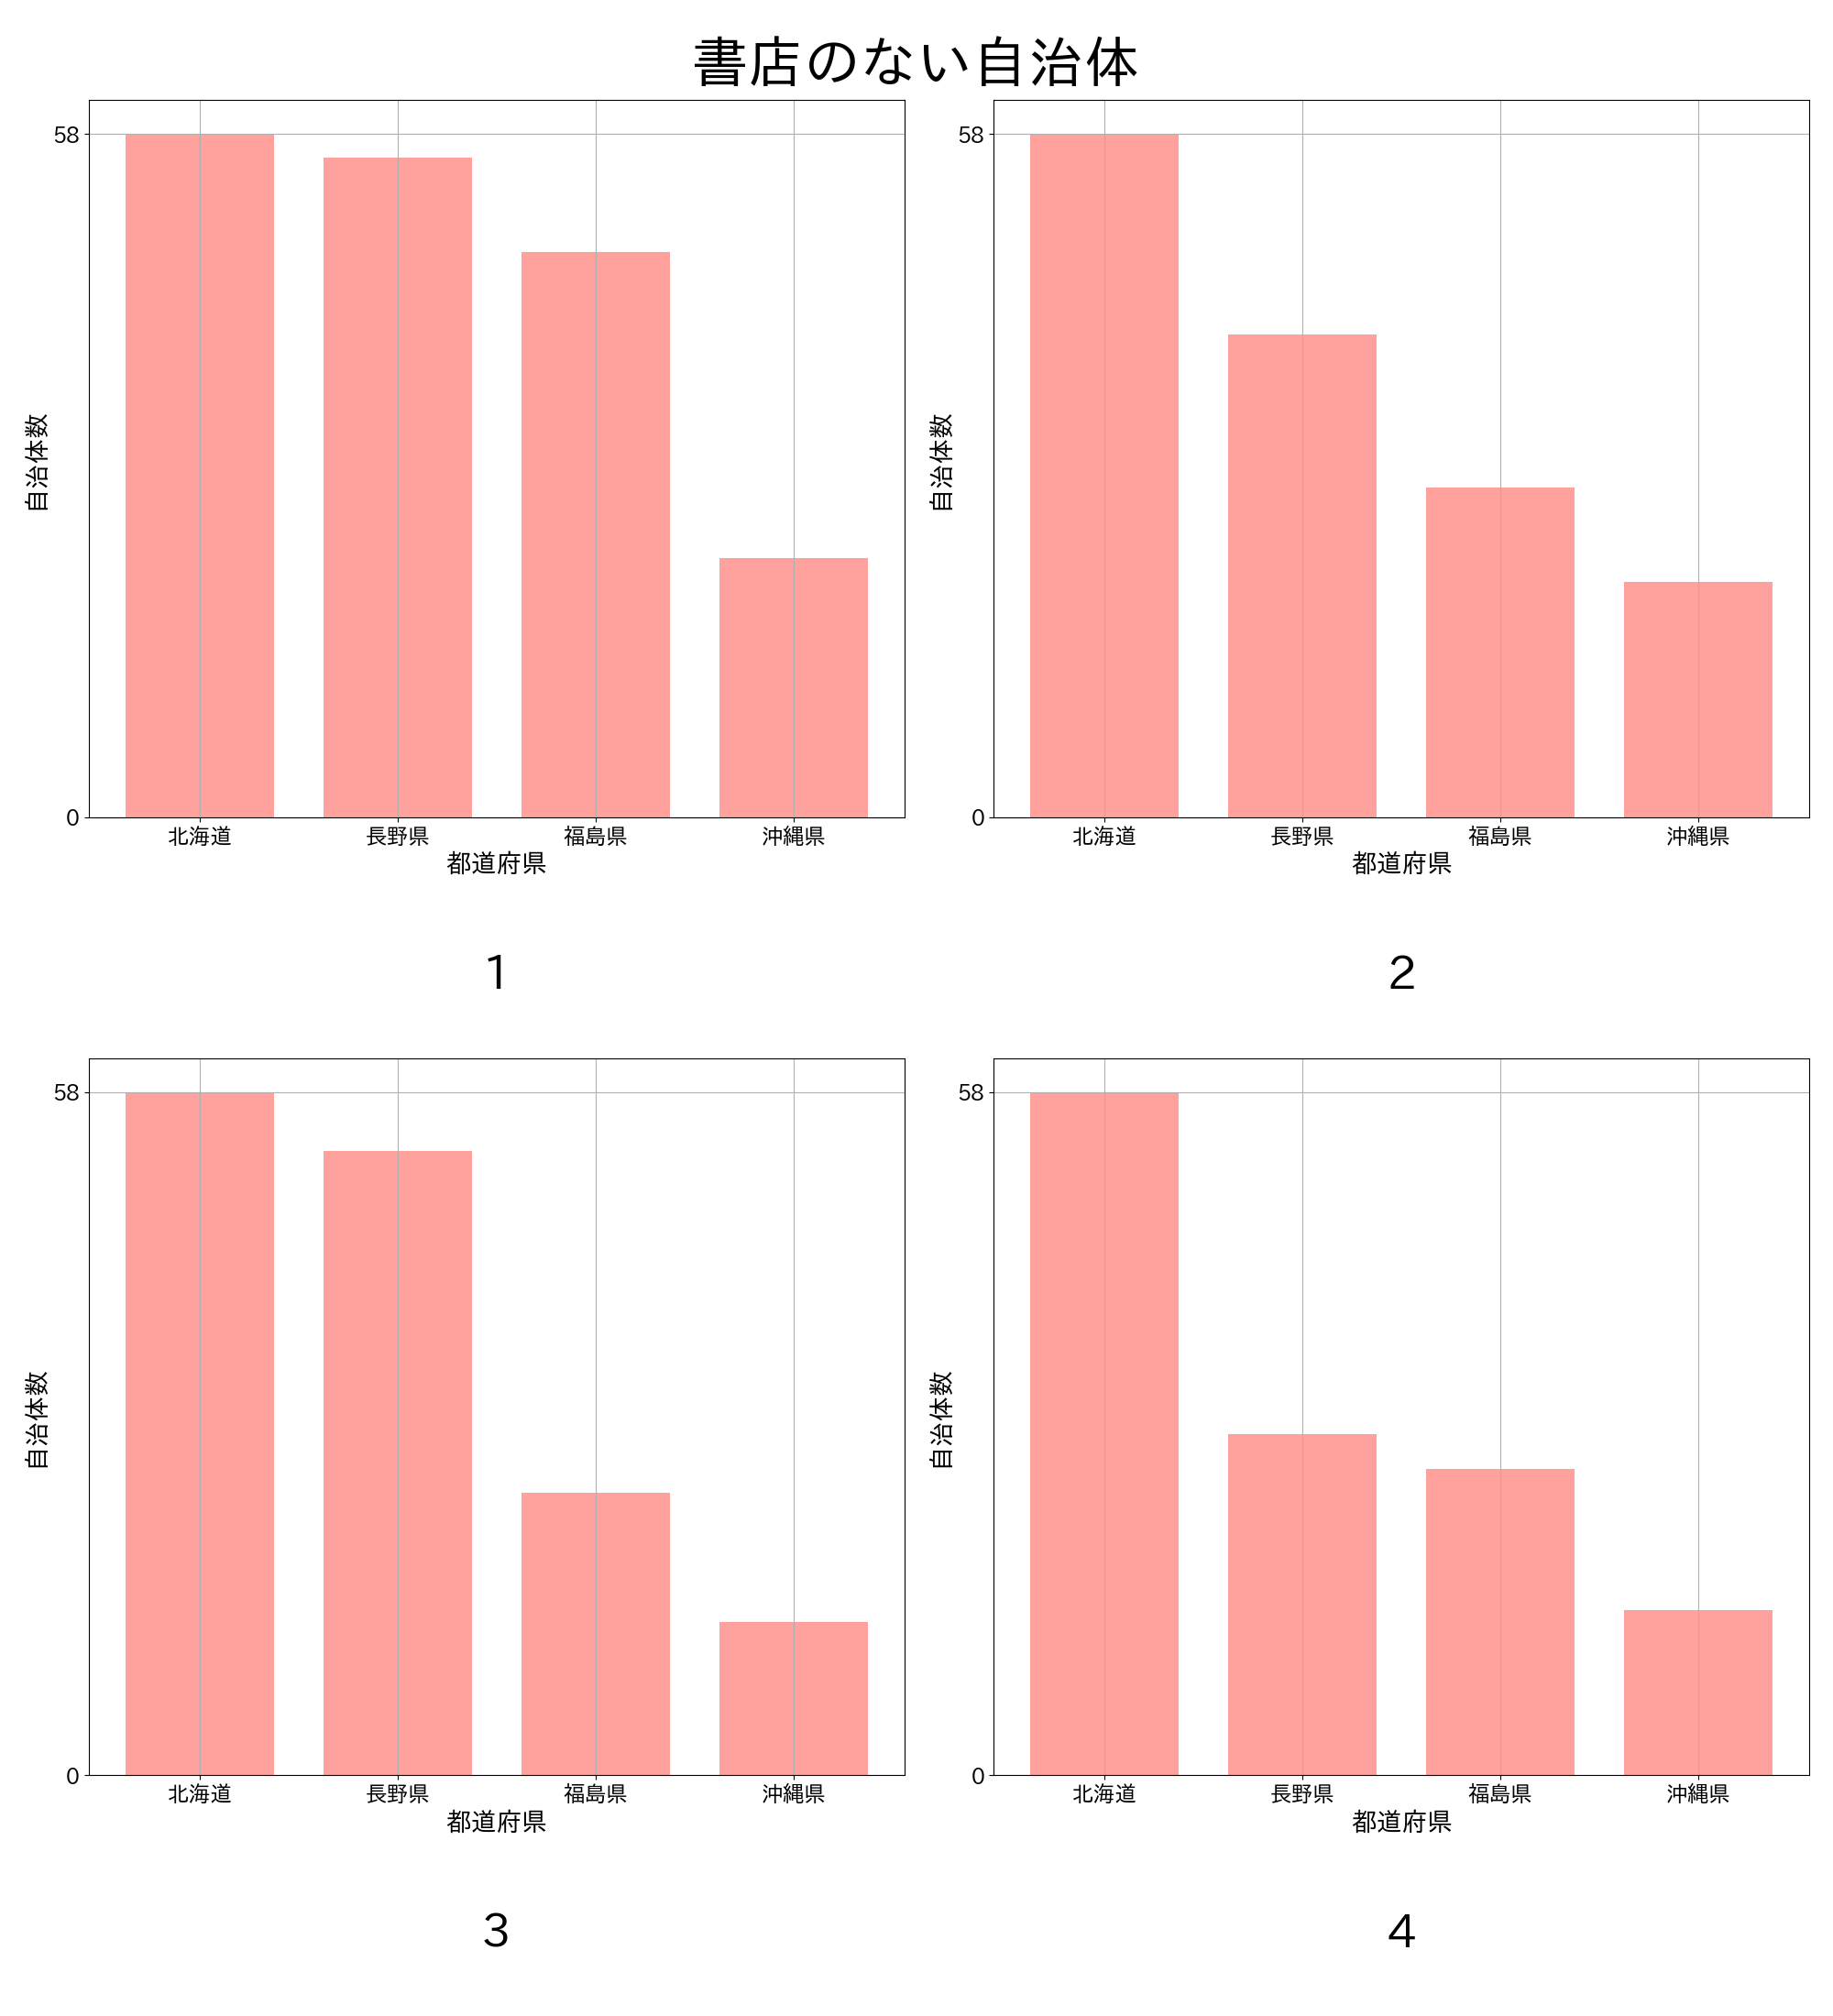 書店のない自治体
58
0
自治体数
北海道 長野県 福島県 沖縄県
都道府県
1
58
0
自治体数
北海道 長野県 福島県 沖縄県
都道府県
2
58
0
自治体数
北海道 長野県 福島県 沖縄県
都道府県
3
58
0
自治体数
北海道 長野県 福島県 沖縄県
都道府県
4